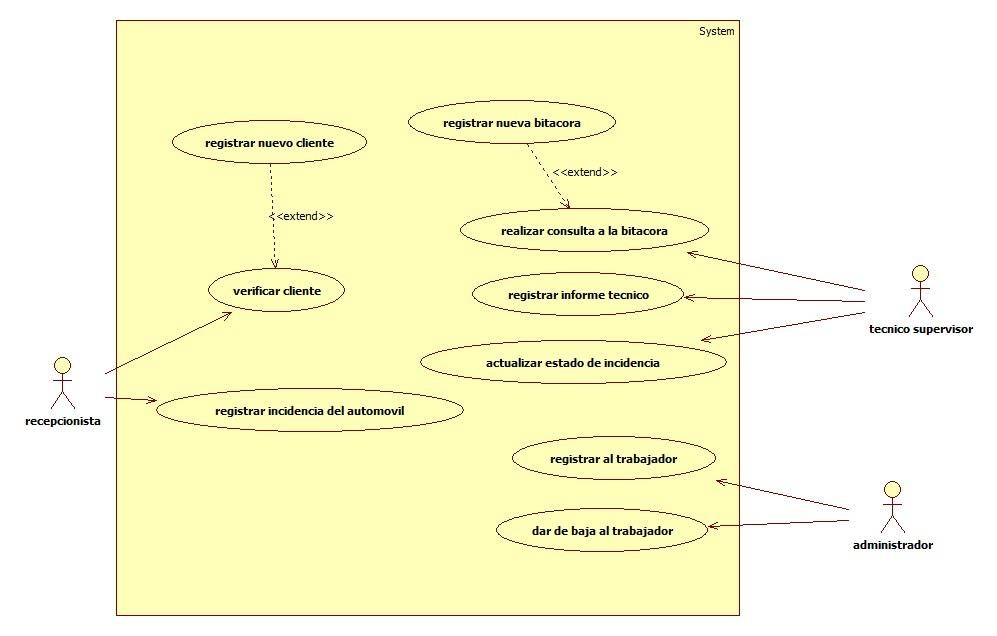 System
registrar nueva bitacora
registrar nuevo cliente
<<extend>>
<<extend>>
realizar consulta a la bitacora
verificar cliente
registrar informe tecnico
tecnico supervisor
actualizar estado de incidencia
registrar incidencia del automovil
recepcionista
registrar al trabajador
dar de baja al trabajador
administrador